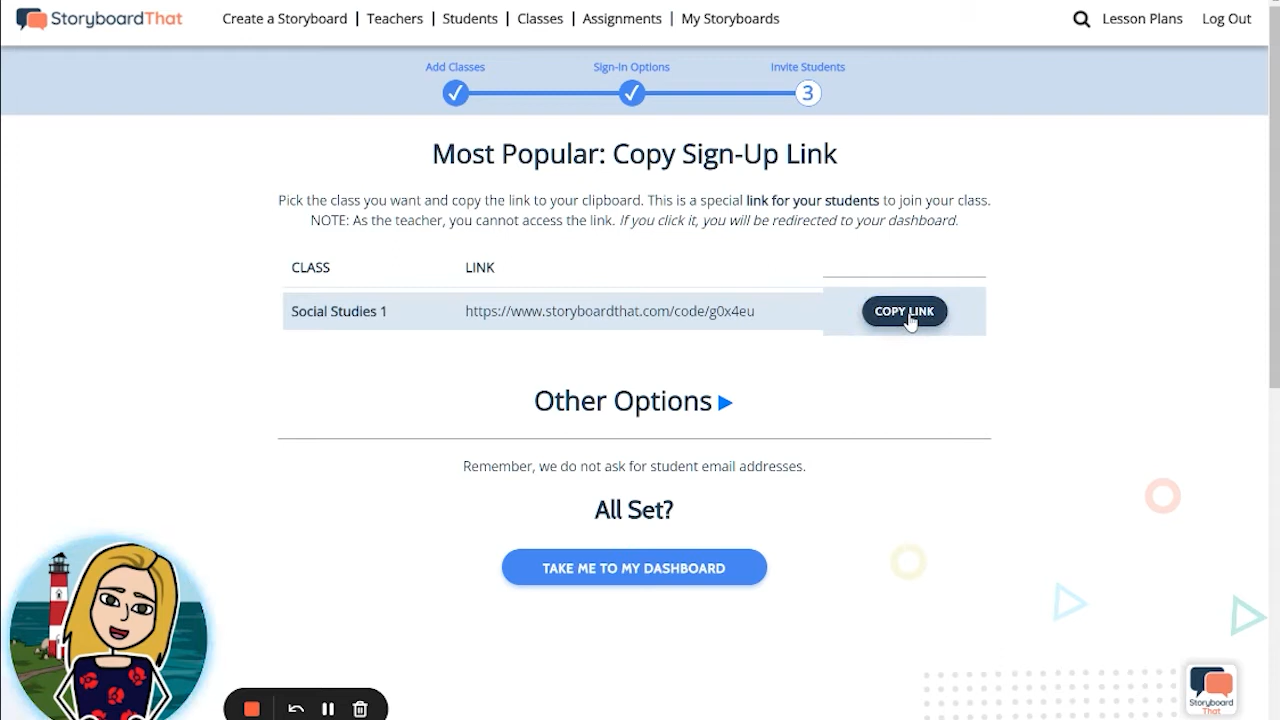 StoryboardThat
Create a Storyboard | Teachers | Students | Classes | Assignments | My Storyboards
Lesson Plans
Log Out
Add Classes
Sign-In Options
Invite Students
3
Most Popular: Copy Sign-Up Link
Pick the class you want and copy the link to your clipboard. This is a special link for your students to join your class.
NOTE: As the teacher, you cannot access the link. If you click it, you will be redirected to your dashboard.
CLASS
LINK
Social Studies 1
https://www.storyboardthat.com/code/g0x4eu
COPY LINK
Other Options
Remember, we do not ask for student email addresses.
All Set?
TAKE ME TO MY DASHBOARD
Storyboard
That